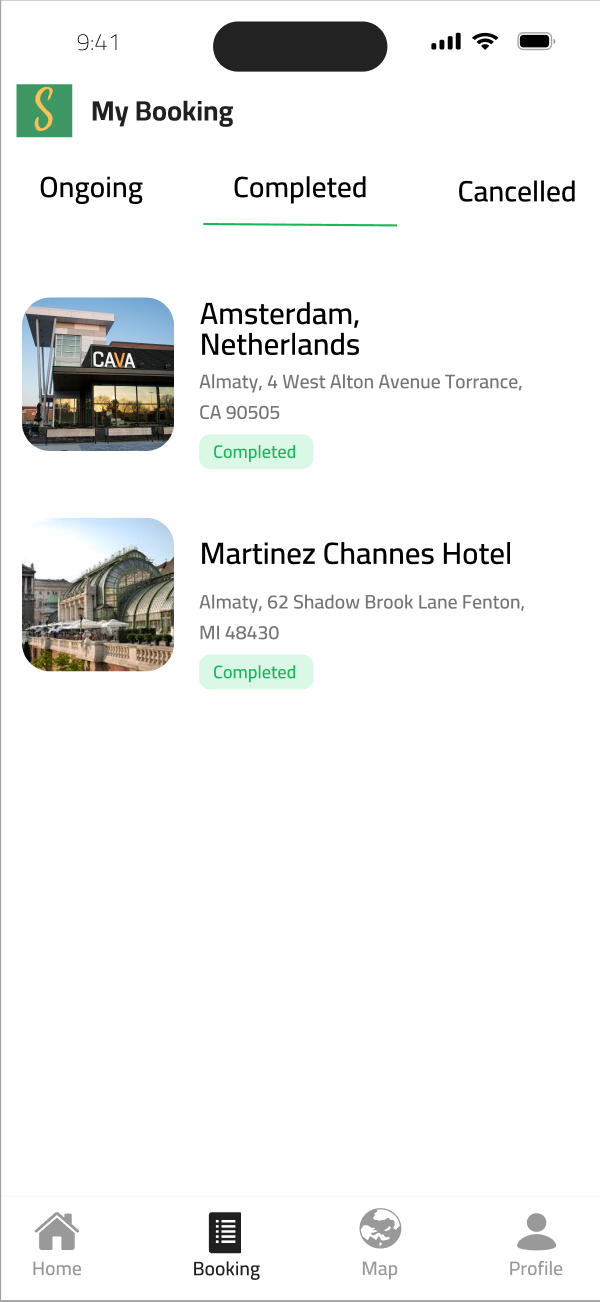 9:41
S
My Booking
Ongoing
Completed
Cancelled
CAVA
Amsterdam,
Netherlands
Almaty, 4 West Alton Avenue Torrance,
CA 90505
Completed
Martinez Channes Hotel
Almaty, 62 Shadow Brook Lane Fenton,
MI 48430
Completed
Home
Booking
Map
Profile